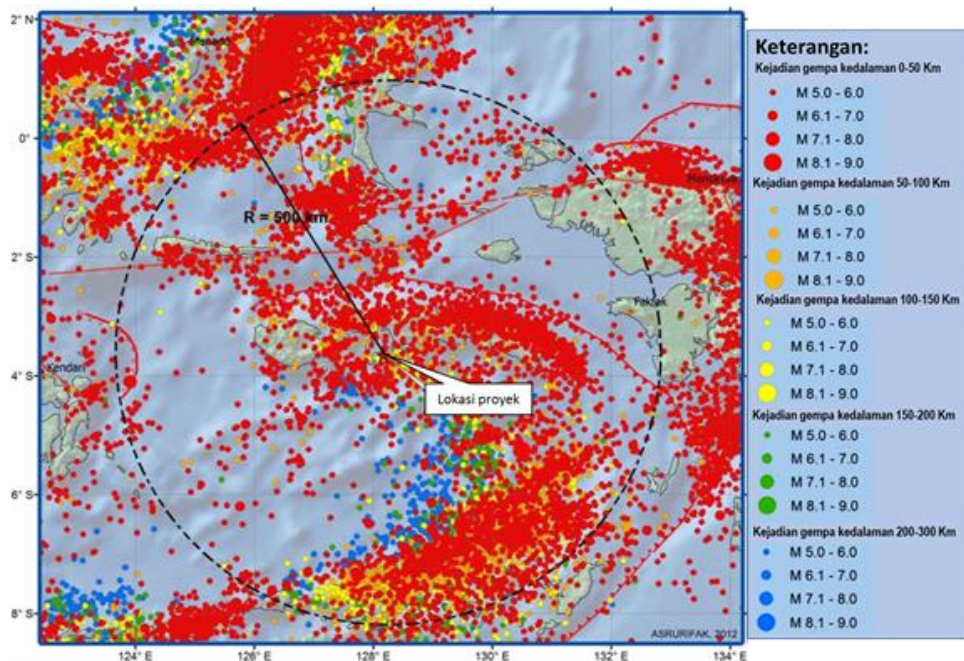 2° N
0°
2° S
4° S
6° S
8° S
124° E
126° E
128° E
130° E
132° E
134° E
Manado
R = 500 km
Fakfak
Kendari
Lokasi proyek
ASRURIFAK, 2012
Keterangan:
Kejadian gempa kedalaman 0-50 Km
M 5.0 - 6.0
M 6.1 - 7.0
M 7.1 - 8.0
M 8.1 - 9.0
Kejadian gempa kedalaman 50-100 Km
M 5.0 - 6.0
M 6.1 - 7.0
M 7.1 - 8.0
M 8.1 - 9.0
Kejadian gempa kedalaman 100-150 Km
M 5.0 - 6.0
M 6.1 - 7.0
M 7.1 - 8.0
M 8.1 - 9.0
Kejadian gempa kedalaman 150-200 Km
M 5.0 - 6.0
M 6.1 - 7.0
M 7.1 - 8.0
M 8.1 - 9.0
Kejadian gempa kedalaman 200-300 Km
M 5.0 - 6.0
M 6.1 - 7.0
M 7.1 - 8.0
M 8.1 - 9.0